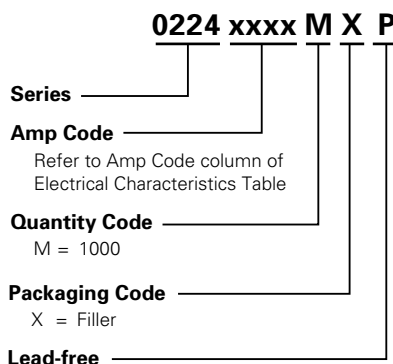 0224 xxxx M X P
Series
Amp Code
Refer to Amp Code column of
Electrical Characteristics Table
Quantity Code
M = 1000
Packaging Code
X = Filler
Lead-free